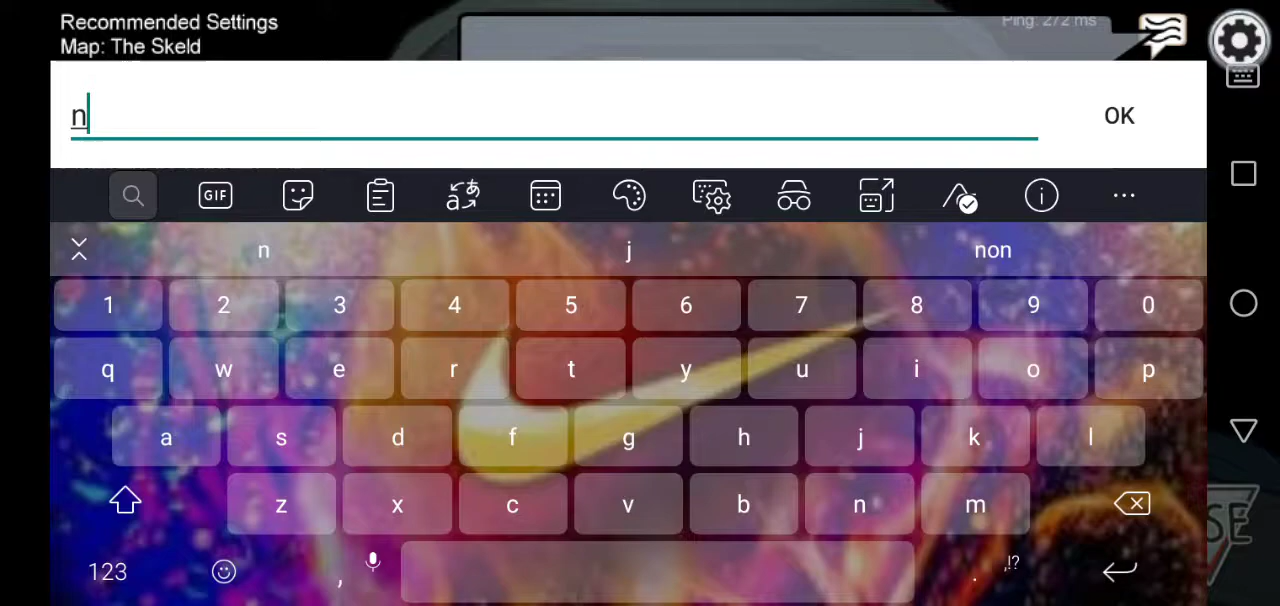 Recommended Settings
Map: The Skeld
Ping: 272 ms
n
OK
GIF
n j non
1 2 3 4 5 6 7 8 9 0
q w e r t y u i o p
a s d f g h j k l
z x c v b n m
SE
123 , . ,!?